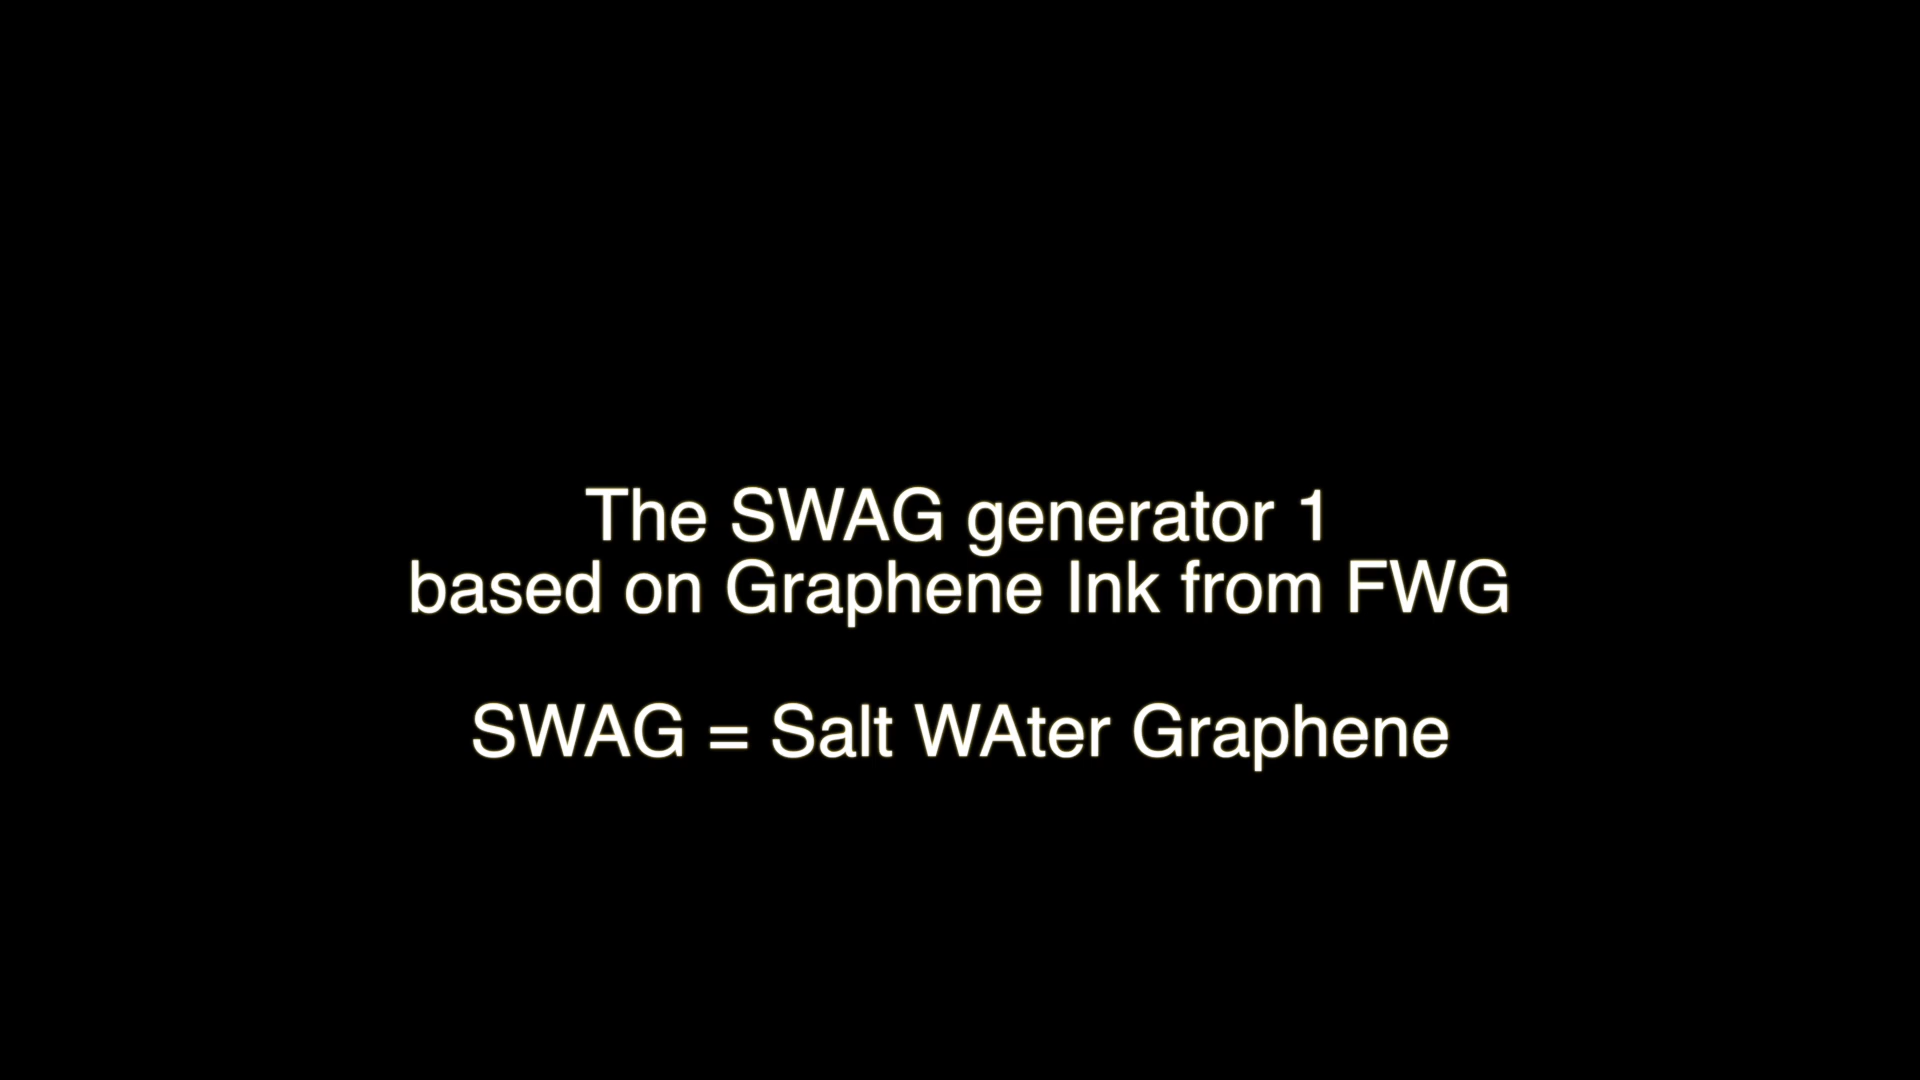 The SWAG generator 1
based on Graphene Ink from FWG
SWAG = Salt WAter Graphene